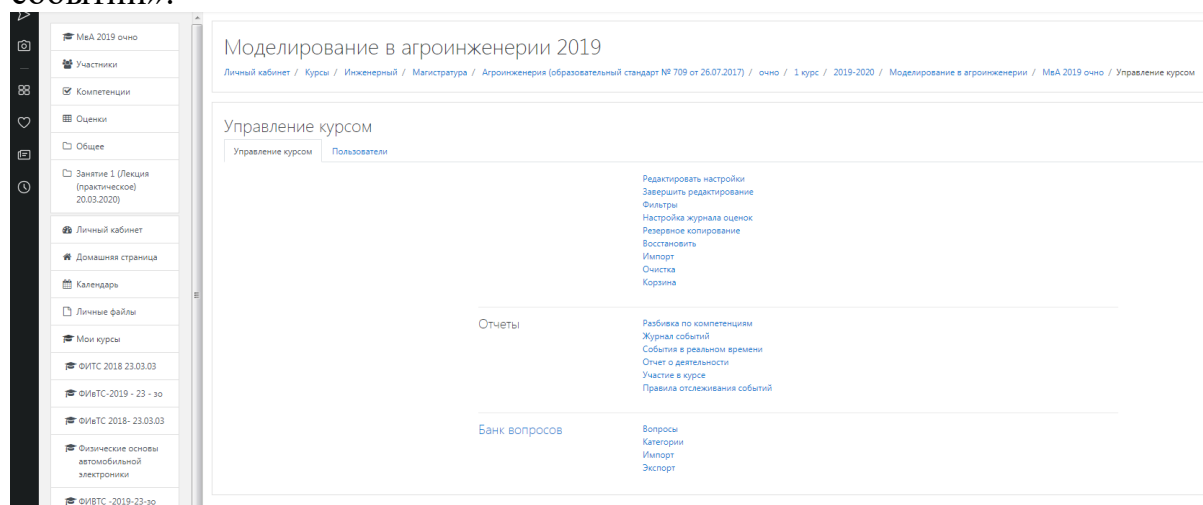 событий».
МвА 2019 очно
Участники
Компетенции
Оценки
Общее
Занятие 1 (Лекция
(практическое)
20.03.2020)
Личный кабинет
Домашняя страница
Календарь
Личные файлы
Мои курсы
ФИТС 2018 23.03.03
ФИвТС-2019 - 23 - зо
ФИвТС 2018- 23.03.03
Физические основы
автомобильной
электроники
ФИВТС -2019-23-зо
Моделирование в агроинженерии 2019
Личный кабинет / Курсы / Инженерный / Магистратура / Агроинженерия (образовательный стандарт № 709 от 26.07.2017) / очно / 1 курс / 2019-2020 / Моделирование в агроинженерии / МвА 2019 очно / Управление курсом
Управление курсом
Управление курсом Пользователи
Редактировать настройки
Завершить редактирование
Фильтры
Настройка журнала оценок
Резервное копирование
Восстановить
Импорт
Очистка
Корзина
Отчеты
Разбивка по компетенциям
Журнал событий
События в реальном времени
Отчет о деятельности
Участие в курсе
Правила отслеживания событий
Банк вопросов
Вопросы
Категории
Импорт
Экспорт